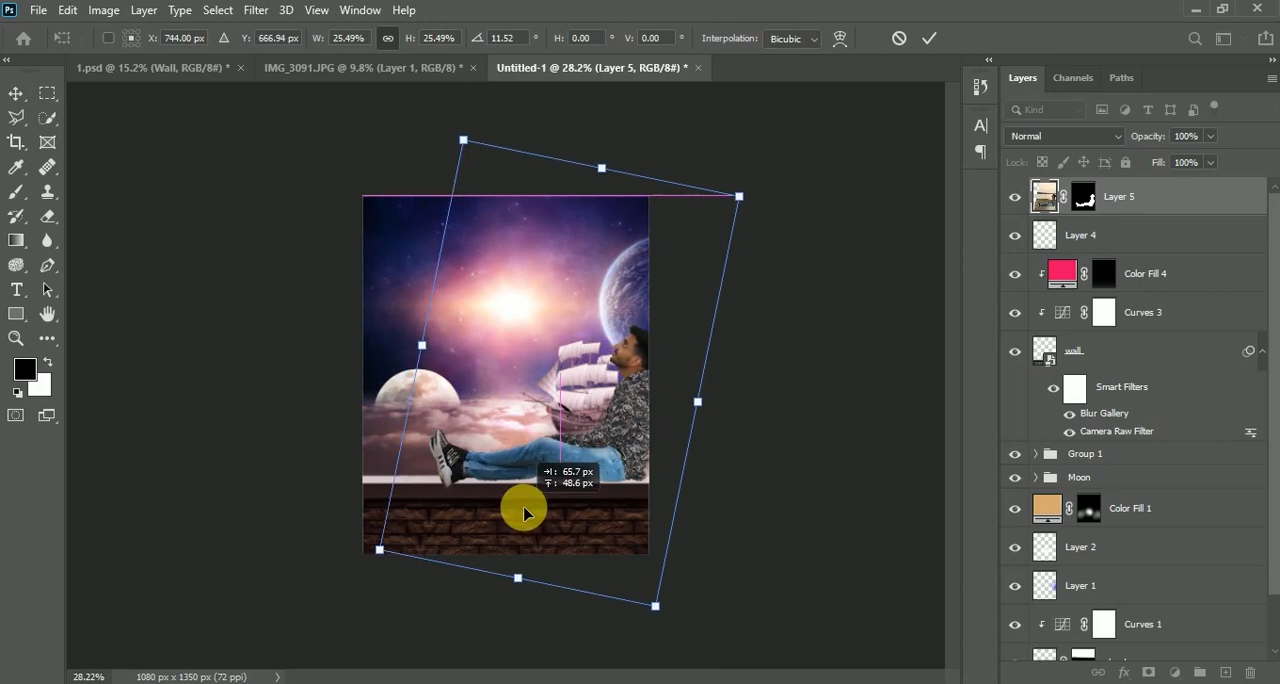 Ps File Edit Image Layer Type Select Filter 3D View Window Help
X: 744.00 px Y: 666.94 px W: 25.49% H: 25.49% 11.52 ° H: 0.00 ° V: 0.00 ° Interpolation: Bicubic
1.psd @ 15.2% (Wall, RGB/8#) * × IMG_3091.JPG @ 9.8% (Layer 1, RGB/8) * × Untitled-1 @ 28.2% (Layer 5, RGB/8#) * ×
Layers Channels Paths
Kind
Normal Opacity: 100%
Lock: Fill: 100%
Layer 5
Layer 4
Color Fill 4
Curves 3
wall
Smart Filters
Blur Gallery
Camera Raw Filter
Group 1
Moon
Color Fill 1
Layer 2
Layer 1
Curves 1
65.7 px
48.6 px
28.22% 1080 px x 1350 px (72 ppi)
fx